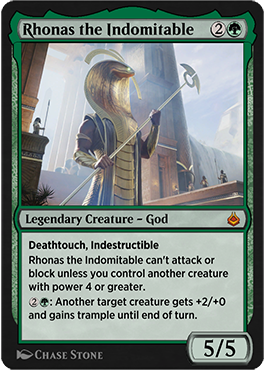 Rhonas the Indomitable 2
Legendary Creature – God
Deathtouch, Indestructible
Rhonas the Indomitable can't attack or
block unless you control another creature
with power 4 or greater.
2 : Another target creature gets +2/+0
and gains trample until end of turn.
5/5
CHASE STONE